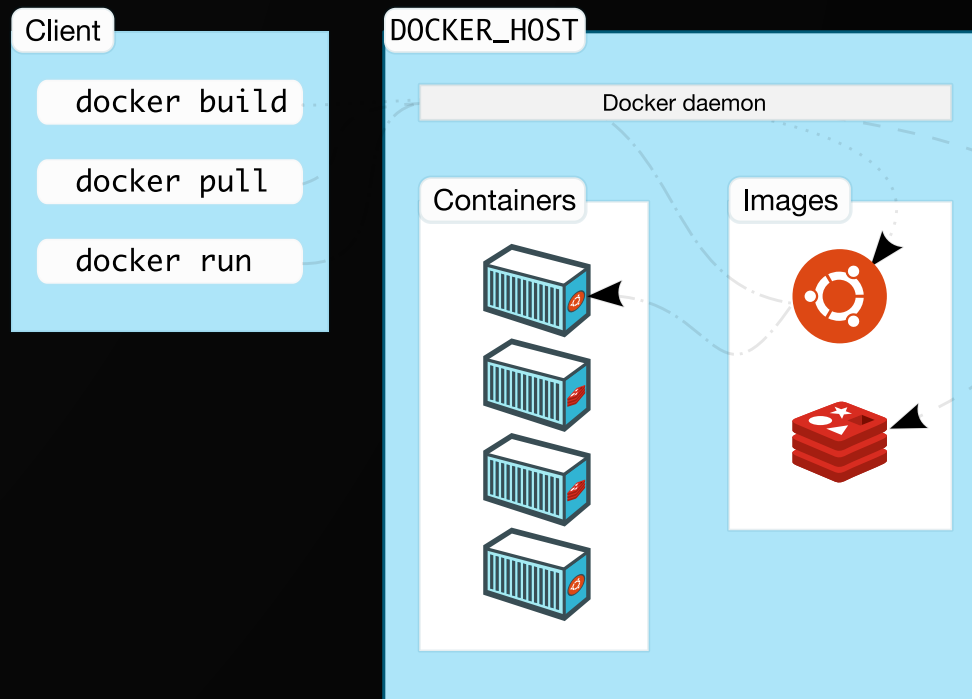 Client
docker build
docker pull
docker run
DOCKER_HOST
Docker daemon
Containers
Images